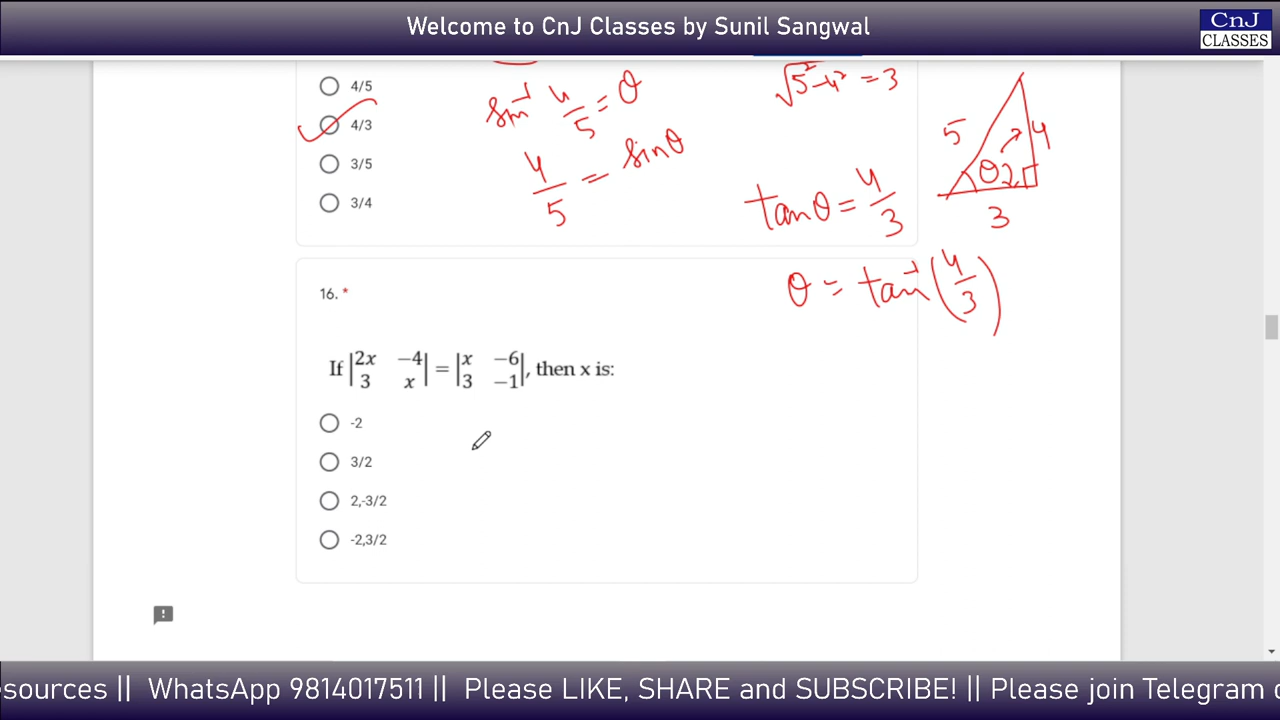 Welcome to CnJ Classes by Sunil Sangwal
CnJ
CLASSES
4/5
4/3
3/5
3/4
sin⁻¹ 4/5 = θ
4/5 = sinθ
√5²-4² = 3
tanθ = 4/3
θ = tan⁻¹(4/3)
5
4
θ
3
16. *
If |2x −4| = |x −6|, then x is:
|3 x| |3 −1|
-2
3/2
2,-3/2
-2,3/2
esources || WhatsApp 9814017511 || Please LIKE, SHARE and SUBSCRIBE! || Please join Telegram